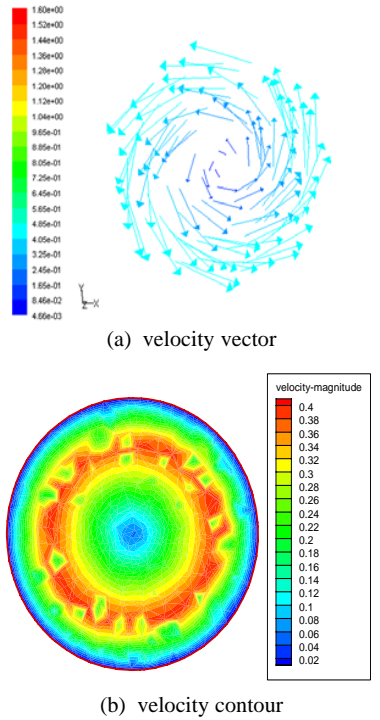 1.60e+00
1.52e+00
1.44e+00
1.36e+00
1.28e+00
1.20e+00
1.12e+00
1.04e+00
9.65e-01
8.85e-01
8.05e-01
7.25e-01
6.45e-01
5.65e-01
4.85e-01
4.05e-01
3.25e-01
2.45e-01
1.65e-01
8.46e-02
4.66e-03
Y
Z X
(a) velocity vector
velocity-magnitude
0.4
0.38
0.36
0.34
0.32
0.3
0.28
0.26
0.24
0.22
0.2
0.18
0.16
0.14
0.12
0.1
0.08
0.06
0.04
0.02
(b) velocity contour